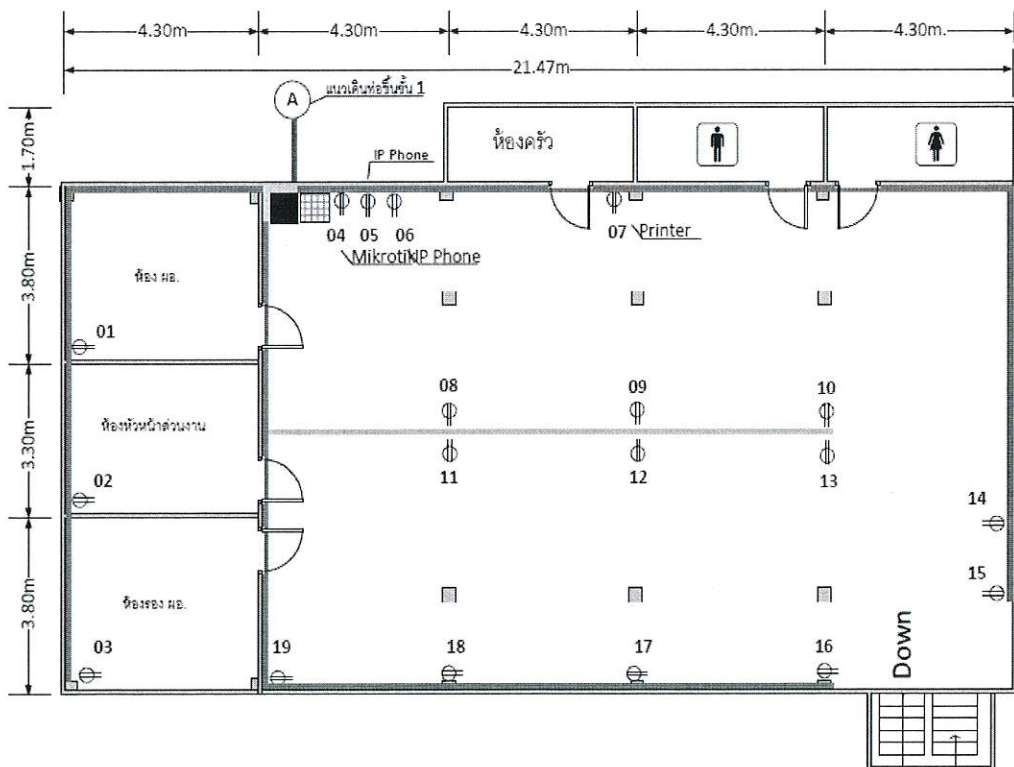 4.30m
4.30m
4.30m
4.30m.
4.30m.
21.47m
A
แนวเดินท่อขึ้นชั้น 1
1.70m
ห้องครัว
IP Phone
04
05
06
07
Printer
Mikrotik
IP Phone
3.80m
ห้อง ผอ.
01
08
09
10
3.30m
ห้องหัวหน้าส่วนงาน
11
12
13
02
14
15
3.80m
ห้องรอง ผอ.
03
19
18
17
16
Down